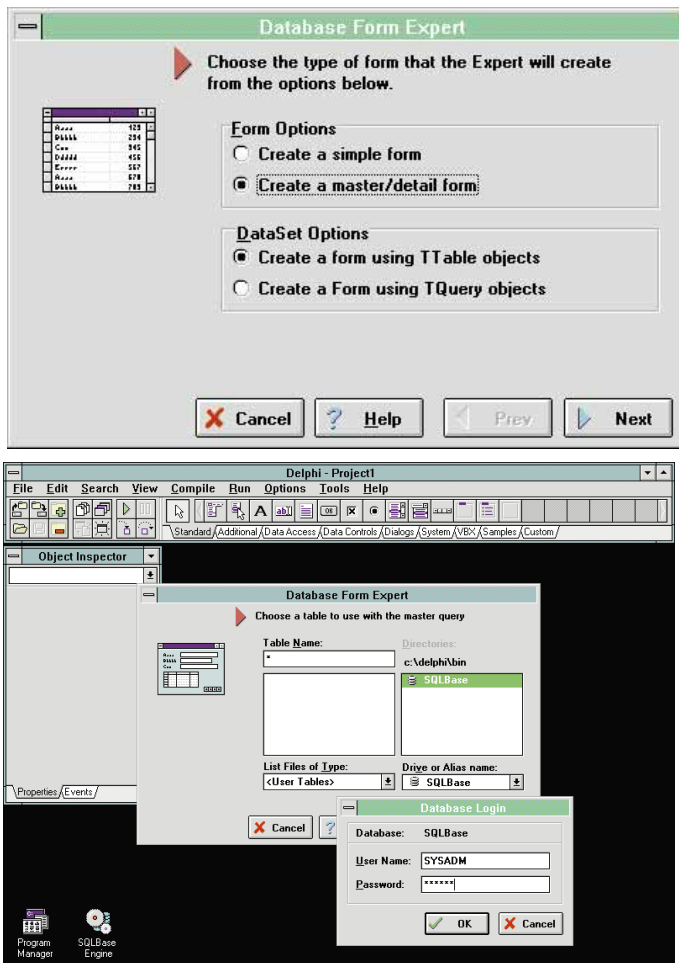 Database Form Expert
Choose the type of form that the Expert will create
from the options below.
Form Options
Create a simple form
Create a master/detail form
DataSet Options
Create a form using TTable objects
Create a Form using TQuery objects
Cancel
Help
Prev
Next
Delphi - Project1
File Edit Search View Compile Run Options Tools Help
Standard Additional Data Access Data Controls Dialogs System VBX Samples Custom
Object Inspector
Database Form Expert
Choose a table to use with the master query
Table Name:
*
Directories:
c:\delphi\bin
SQLBase
List Files of Type:
<User Tables>
Drive or Alias name:
SQLBase
Properties Events
Cancel
Database Login
Database: SQLBase
User Name: SYSADM
Password: ******
OK
Cancel
Program
Manager
SQLBase
Engine